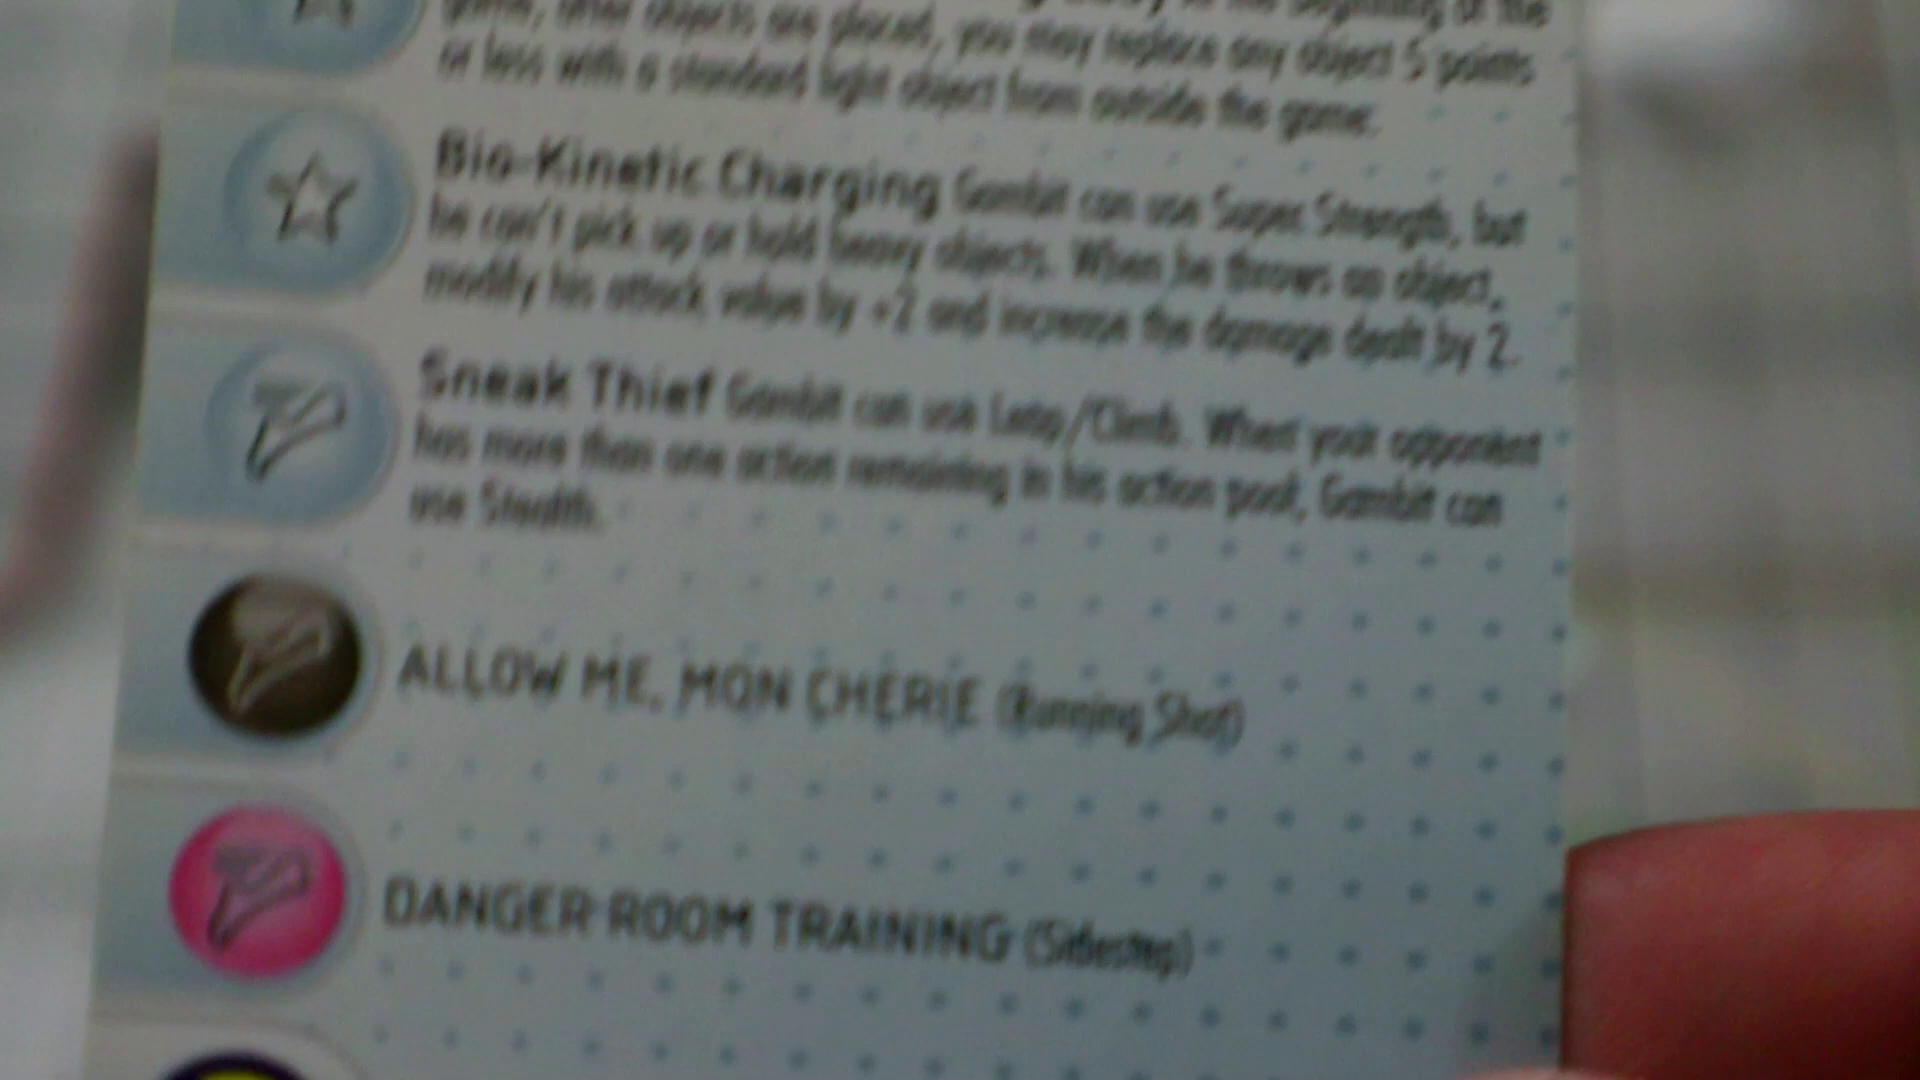 beginning of the
game, after objects are placed, you may replace any object 5 points
or less with a standard light object from outside the game.
Bio-Kinetic Charging Gambit can use Super Strength, but
he can't pick up or hold heavy objects. When he throws an object,
modify his attack value by +2 and increase the damage dealt by 2.
Sneak Thief Gambit can use Leap/Climb. When your opponent
has more than one action remaining in his action pool, Gambit can
use Stealth.
ALLOW ME, MON CHERIE (Running Shot)
DANGER ROOM TRAINING (Sidestep)